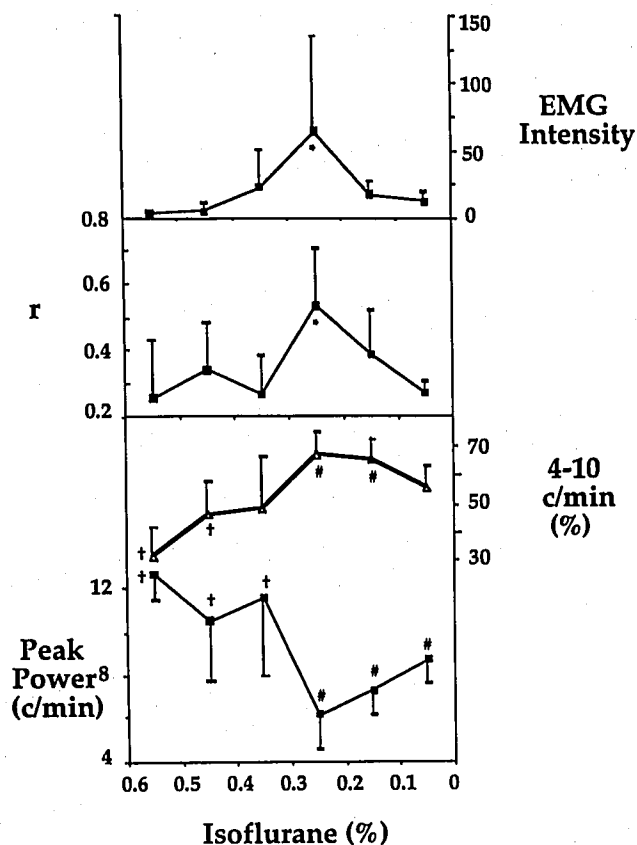 150
100
50
0
EMG
Intensity
*
0.8
0.6
0.4
0.2
r
*
70
50
30
4-10
c/min
(%)
# #
†
†
†
† †
12
8
4
Peak
Power
(c/min)
# # #
0.6 0.5 0.4 0.3 0.2 0.1 0
Isoflurane (%)